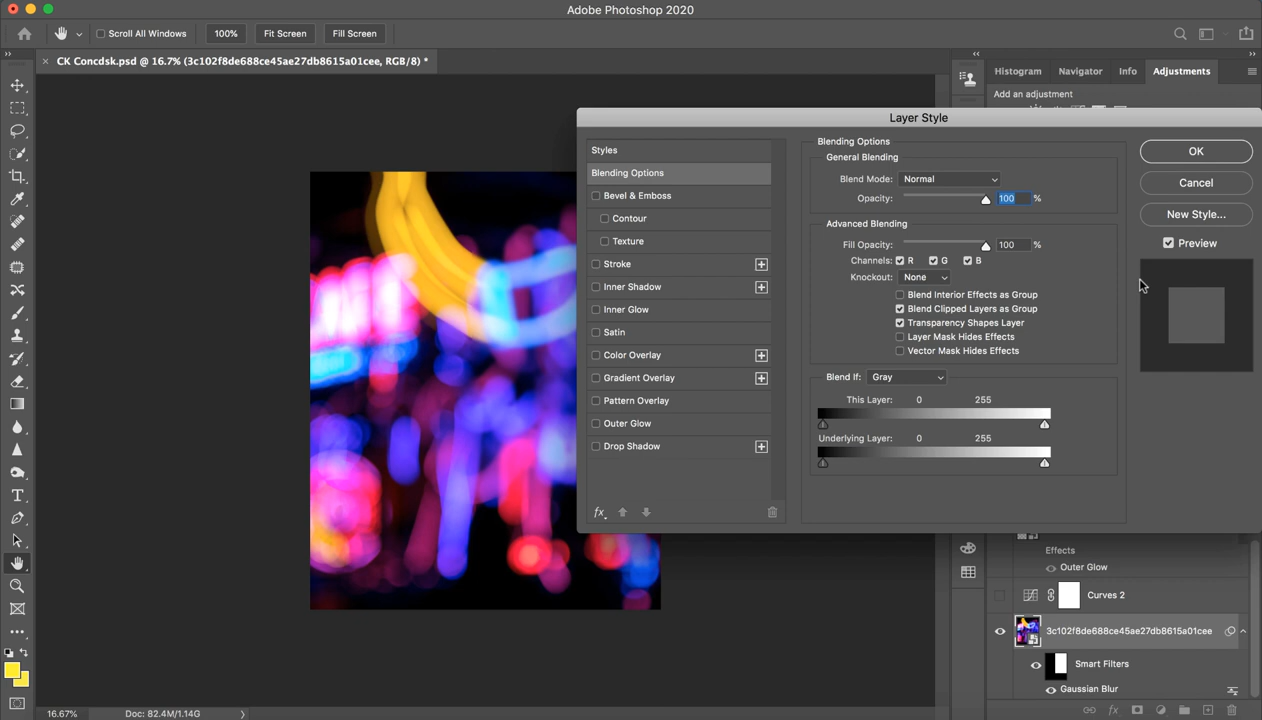 Adobe Photoshop 2020
Scroll All Windows
100%
Fit Screen
Fill Screen
CK Concdsk.psd @ 16.7% (3c102f8de688ce45ae27db8615a01cee, RGB/8) *
Histogram
Navigator
Info
Adjustments
Add an adjustment
Layer Style
Styles
Blending Options
Bevel & Emboss
Contour
Texture
Stroke
Inner Shadow
Inner Glow
Satin
Color Overlay
Gradient Overlay
Pattern Overlay
Outer Glow
Drop Shadow
fx
Blending Options
General Blending
Blend Mode: Normal
Opacity: 100 %
Advanced Blending
Fill Opacity: 100 %
Channels: R G B
Knockout: None
Blend Interior Effects as Group
Blend Clipped Layers as Group
Transparency Shapes Layer
Layer Mask Hides Effects
Vector Mask Hides Effects
Blend If: Gray
This Layer: 0 255
Underlying Layer: 0 255
OK
Cancel
New Style...
Preview
Effects
Outer Glow
Curves 2
3c102f8de688ce45ae27db8615a01cee
Smart Filters
Gaussian Blur
fx
16.67%
Doc: 82.4M/1.14G